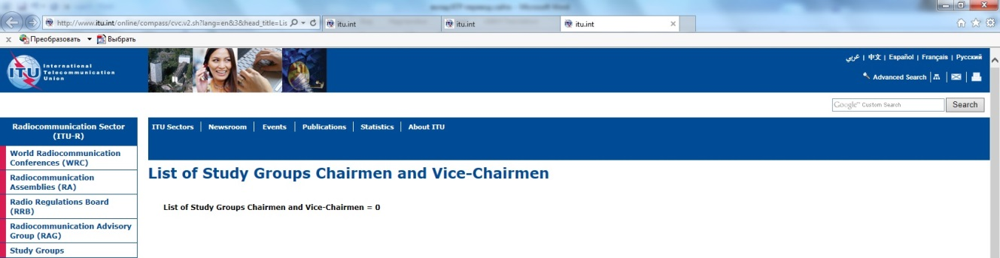 http://www.itu.int/online/compass/cvc.v2.sh?lang=en&3&head_title=Lis
itu.int
itu.int
itu.int
x Преобразовать Выбрать
International
Telecommunication
Union
ITU
عربي | 中文 | Español | Français | Русский
Advanced Search
Google™ Custom Search
Search
Radiocommunication Sector
(ITU-R)
ITU Sectors | Newsroom | Events | Publications | Statistics | About ITU
World Radiocommunication
Conferences (WRC)
Radiocommunication
Assemblies (RA)
Radio Regulations Board
(RRB)
Radiocommunication Advisory
Group (RAG)
Study Groups
List of Study Groups Chairmen and Vice-Chairmen
List of Study Groups Chairmen and Vice-Chairmen = 0